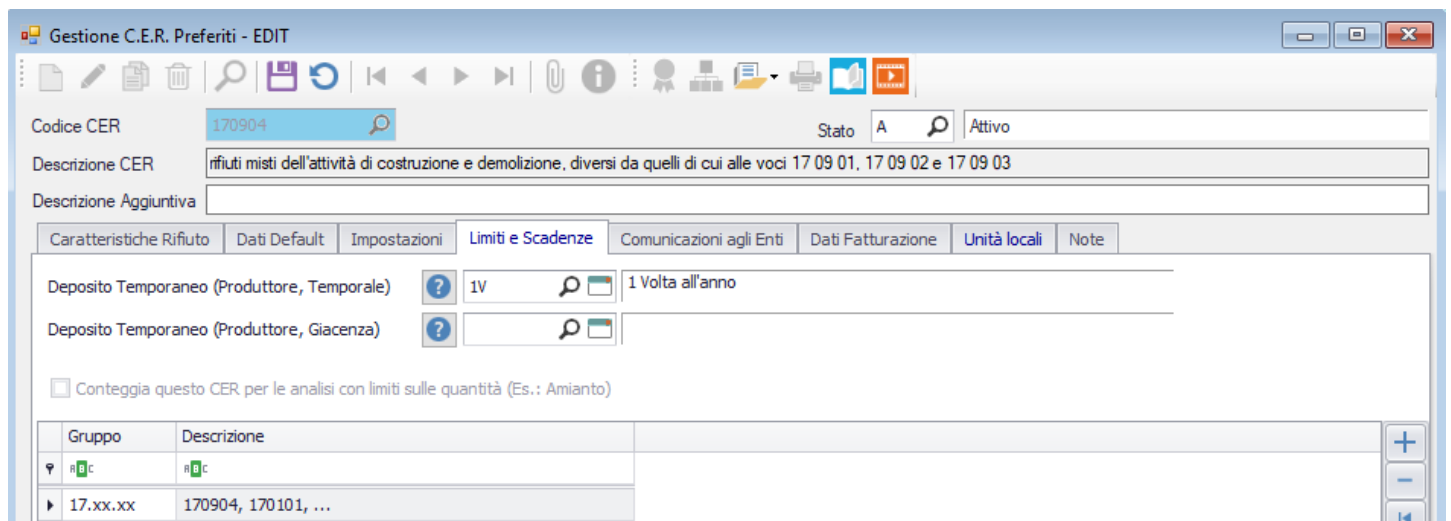 Gestione C.E.R. Preferiti - EDIT
Codice CER 170904 Stato A Attivo
Descrizione CER rifiuti misti dell'attività di costruzione e demolizione, diversi da quelli di cui alle voci 17 09 01, 17 09 02 e 17 09 03
Descrizione Aggiuntiva
Caratteristiche Rifiuto Dati Default Impostazioni Limiti e Scadenze Comunicazioni agli Enti Dati Fatturazione Unità locali Note
Deposito Temporaneo (Produttore, Temporale) ? 1V 1 Volta all'anno
Deposito Temporaneo (Produttore, Giacenza) ?
Conteggia questo CER per le analisi con limiti sulle quantità (Es.: Amianto)
Gruppo Descrizione
ABC ABC
17.xx.xx 170904, 170101, ...